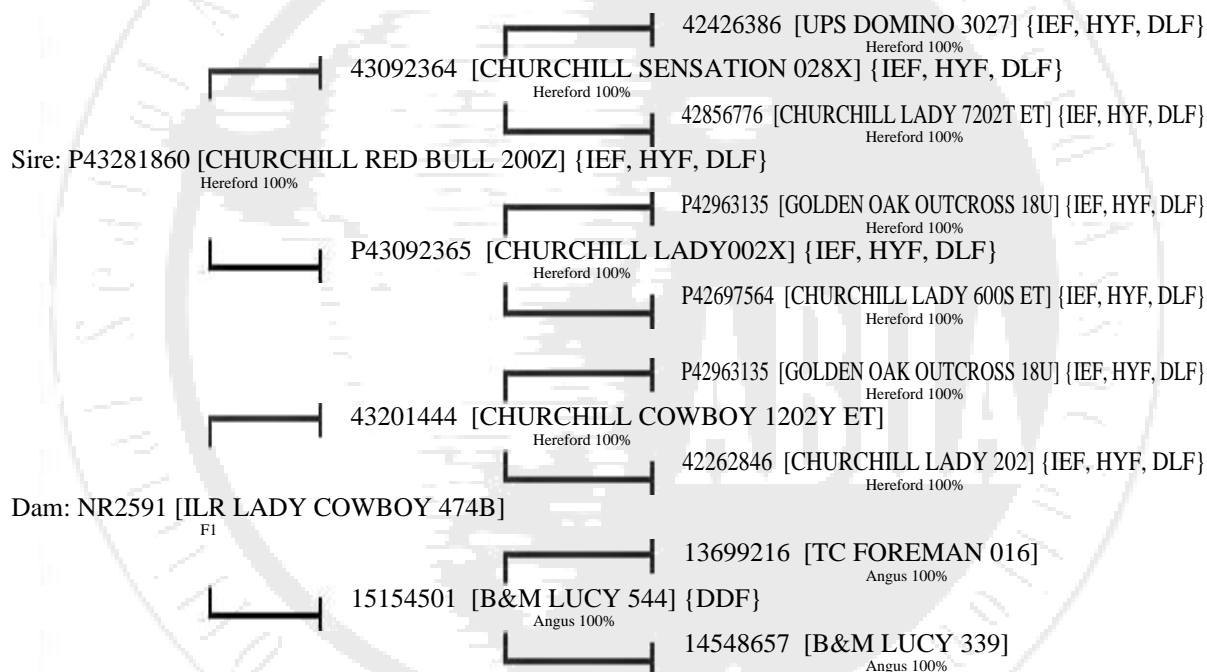 42426386 [UPS DOMINO 3027] {IEF, HYF, DLF}
Hereford 100%
43092364 [CHURCHILL SENSATION 028X] {IEF, HYF, DLF}
Hereford 100%
42856776 [CHURCHILL LADY 7202T ET] {IEF, HYF, DLF}
Hereford 100%
Sire: P43281860 [CHURCHILL RED BULL 200Z] {IEF, HYF, DLF}
Hereford 100%
P42963135 [GOLDEN OAK OUTCROSS 18U] {IEF, HYF, DLF}
Hereford 100%
P43092365 [CHURCHILL LADY002X] {IEF, HYF, DLF}
Hereford 100%
P42697564 [CHURCHILL LADY 600S ET] {IEF, HYF, DLF}
Hereford 100%
P42963135 [GOLDEN OAK OUTCROSS 18U] {IEF, HYF, DLF}
Hereford 100%
43201444 [CHURCHILL COWBOY 1202Y ET]
Hereford 100%
42262846 [CHURCHILL LADY 202] {IEF, HYF, DLF}
Hereford 100%
Dam: NR2591 [ILR LADY COWBOY 474B]
F1
13699216 [TC FOREMAN 016]
Angus 100%
15154501 [B&M LUCY 544] {DDF}
Angus 100%
14548657 [B&M LUCY 339]
Angus 100%